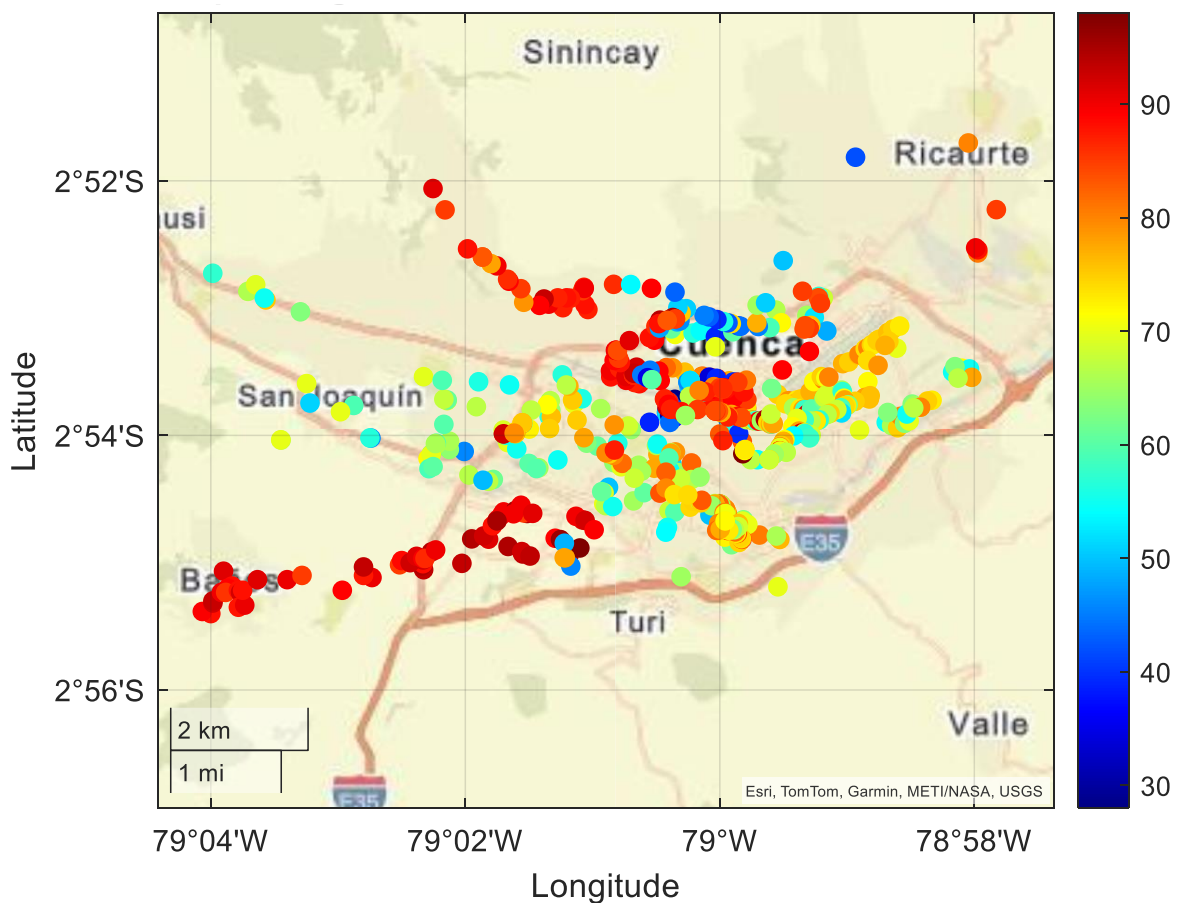 Sinincay
Ricaurte
2°52'S
usi
Cuenca
San Joaquín
2°54'S
Baños
E35
Turi
2°56'S
Valle
2 km
1 mi
E35
Esri, TomTom, Garmin, METI/NASA, USGS
79°04'W
79°02'W
79°W
78°58'W
Longitude
Latitude
90
80
70
60
50
40
30